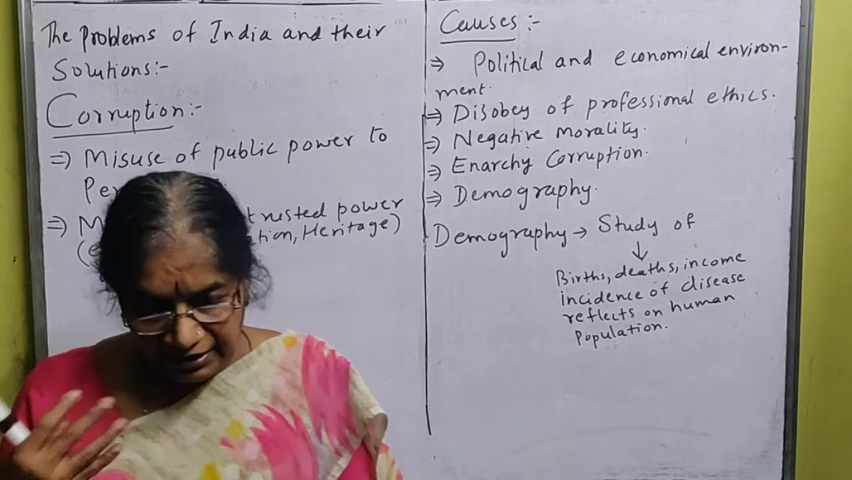 The Problems of India and their
Solutions:-
Corruption:-
⇒ Misuse of public power to
⇒ trusted power
Heritage)
Causes :-
⇒ Political and economical environ-
ment.
⇒ Disobey of professional ethics.
⇒ Negative Morality.
⇒ Enarchy Corruption.
⇒ Demography.
Demography → Study of
↓
Births, deaths, income
incidence of disease
reflects on human
Population.